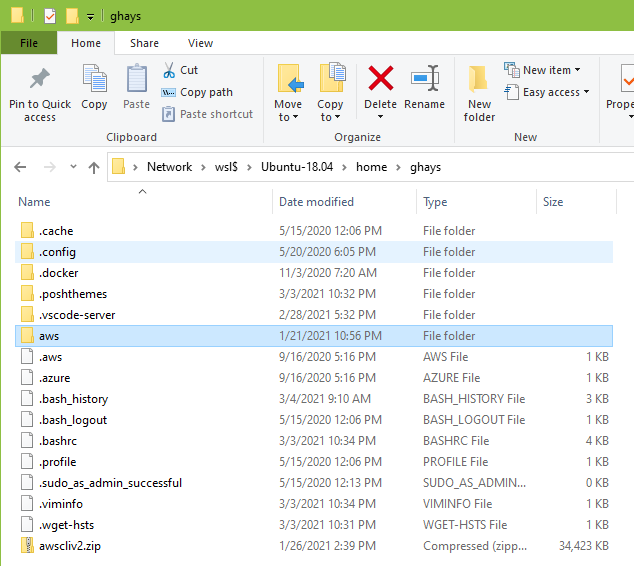 ghays
File Home Share View
Pin to Quick access
Copy
Paste
Cut
Copy path
Paste shortcut
Clipboard
Move to
Copy to
Delete
Rename
Organize
New folder
New item
Easy access
New
Prope
Network > wsl$ > Ubuntu-18.04 > home > ghays
Name Date modified Type Size
.cache 5/15/2020 12:06 PM File folder
.config 5/20/2020 6:05 PM File folder
.docker 11/3/2020 7:20 AM File folder
.poshthemes 3/3/2021 10:32 PM File folder
.vscode-server 2/28/2021 5:32 PM File folder
aws 1/21/2021 10:56 PM File folder
.aws 9/16/2020 5:16 PM AWS File 1 KB
.azure 9/16/2020 5:16 PM AZURE File 1 KB
.bash_history 3/4/2021 9:10 AM BASH_HISTORY File 3 KB
.bash_logout 5/15/2020 12:06 PM BASH_LOGOUT File 1 KB
.bashrc 3/3/2021 10:34 PM BASHRC File 4 KB
.profile 5/15/2020 12:06 PM PROFILE File 1 KB
.sudo_as_admin_successful 5/15/2020 12:13 PM SUDO_AS_ADMIN... 0 KB
.viminfo 3/3/2021 10:34 PM VIMINFO File 1 KB
.wget-hsts 3/3/2021 10:31 PM WGET-HSTS File 1 KB
awscliv2.zip 1/26/2021 2:39 PM Compressed (zipp... 34,423 KB